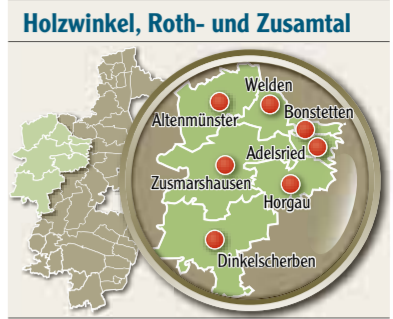 Holzwinkel, Roth- und Zusamtal
Welden
Bonstetten
Altenmünster
Adelsried
Zusmarshausen
Horgau
Dinkelscherben